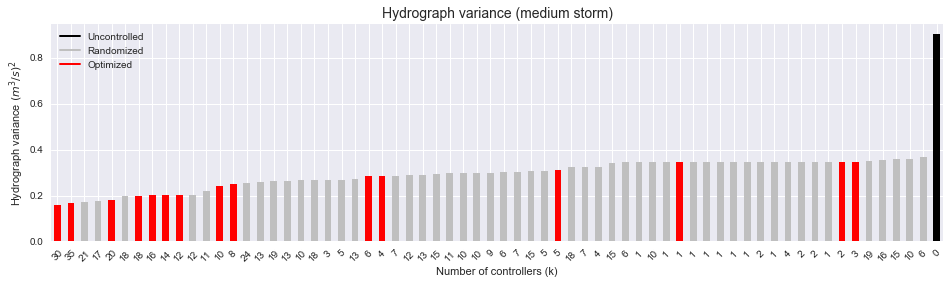 Hydrograph variance (medium storm)
Uncontrolled
Randomized
Optimized
Hydrograph variance (m³/s)²
0.8
0.6
0.4
0.2
0.0
30 35 21 17 20 18 18 16 14 12 12 11 10 8 24 13 19 13 10 18 3 5 13 6 4 7 12 13 15 11 10 10 9 6 7 15 5 5 18 7 4 15 6 1 10 1 1 1 1 1 1 1 2 1 4 2 2 1 2 3 19 16 15 10 6 0
Number of controllers (k)